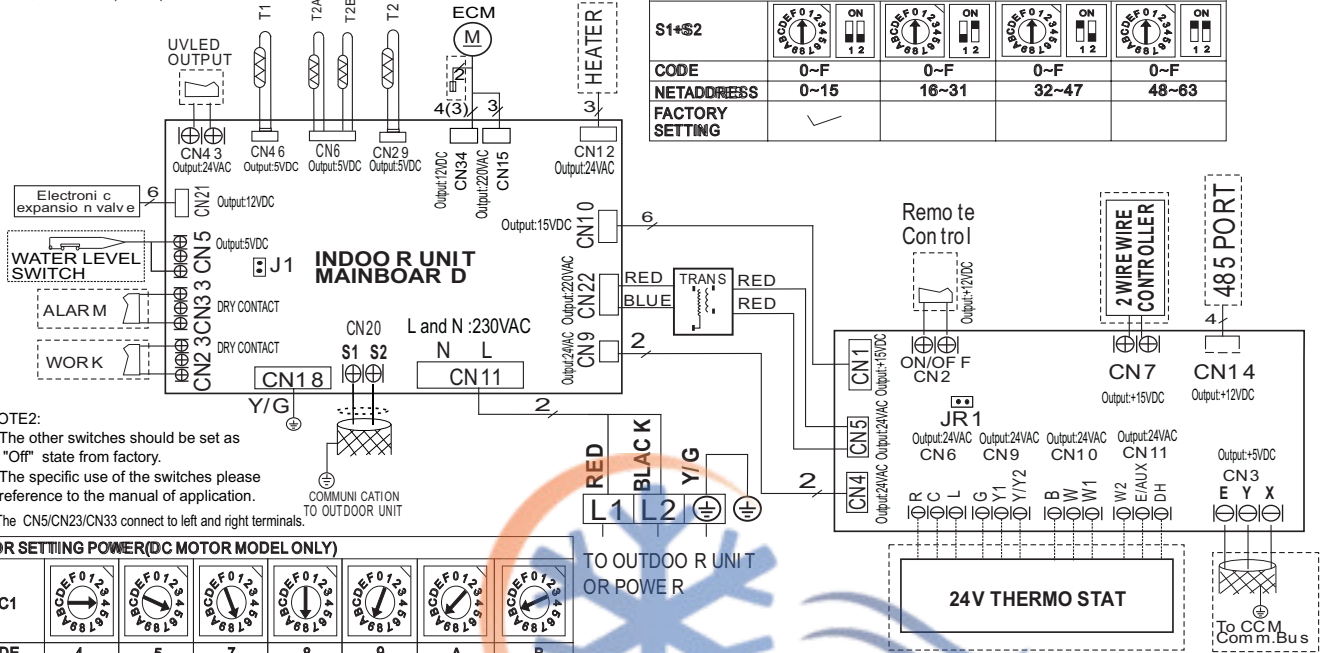 T1
T2A
T2B
T2
ECM
M
UVLED
OUTPUT
2
4(3)
3
HEATER
3
CN43
Output:24VAC
CN46
Output:5VDC
CN6
Output:5VDC
CN29
Output:5VDC
Output:12VDC
CN34
Output:220VAC
CN15
CN12
Output:24VAC
Electronic
expansion valve
6
CN21
Output:12VDC
WATER LEVEL
SWITCH
CN5
Output:5VDC
J1
INDOOR UNIT
MAINBOARD
Output:15VDC
CN10
6
ALARM
CN33
DRY CONTACT
WORK
CN23
DRY CONTACT
Output:220VAC
CN22
RED
BLUE
TRANS
RED
RED
Output:24VAC
CN9
2
CN20
S1 S2
L and N :230VAC
N L
CN11
CN18
Y/G
2
COMMUNICATION
TO OUTDOOR UNIT
RED
BLACK
Y/G
L1
L2
TO OUTDOOR UNIT
OR POWER
S1+S2
ON
1 2
ON
1 2
ON
1 2
ON
1 2
CODE 0~F 0~F 0~F 0~F
NETADDRESS 0~15 16~31 32~47 48~63
FACTORY
SETTING
Remote
Control
Output:+12VDC
2 WIRE WIRE
CONTROLLER
485 PORT
4
CN1
Output:+15VDC
ON/OFF
CN2
CN7
Output:+15VDC
CN14
Output:+12VDC
JR1
CN5
Output:24VAC
CN4
Output:24VAC
2
Output:24VAC
CN6
Output:24VAC
CN9
Output:24VAC
CN10
Output:24VAC
CN11
Output:+5VDC
CN3
R
C
L
G
Y1
Y/Y2
B
W
W1
W2
E/AUX
DH
E Y X
24V THERMOSTAT
To CCM
Comm.Bus
OTE2:
The other switches should be set as
"Off" state from factory.
The specific use of the switches please
reference to the manual of application.
The CN5/CN23/CN33 connect to left and right terminals.
OR SETTING POWER(DC MOTOR MODEL ONLY)
C1
DE 4 5 7 8 9 A B